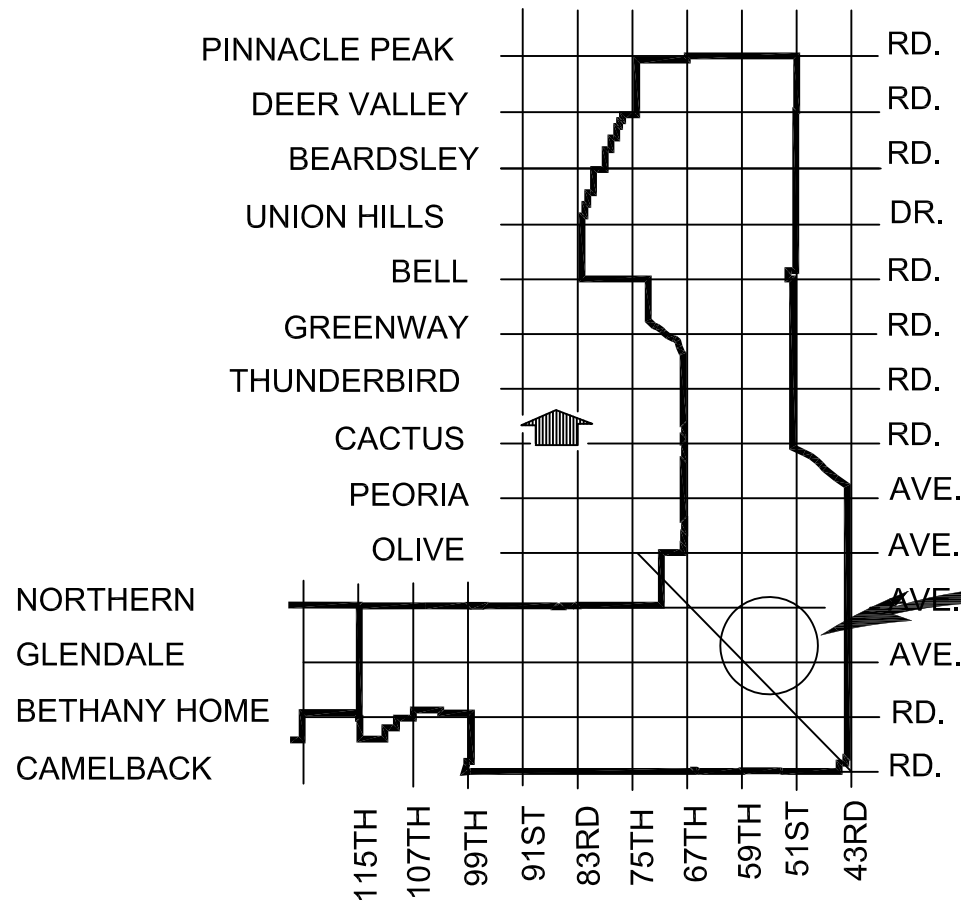 PINNACLE PEAK RD.
DEER VALLEY RD.
BEARDSLEY RD.
UNION HILLS DR.
BELL RD.
GREENWAY RD.
THUNDERBIRD RD.
CACTUS RD.
PEORIA AVE.
OLIVE AVE.
NORTHERN AVE.
GLENDALE AVE.
BETHANY HOME RD.
CAMELBACK RD.
115TH
107TH
99TH
91ST
83RD
75TH
67TH
59TH
51ST
43RD